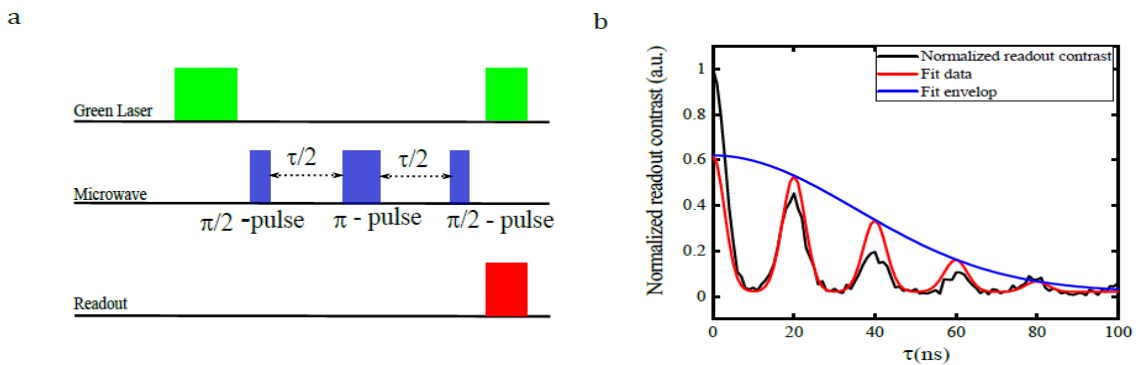 a
Green Laser
τ/2
τ/2
Microwave
π/2 -pulse
π - pulse
π/2 - pulse
Readout
b
Normalized readout contrast (a.u.)
1
0.8
0.6
0.4
0.2
0
0
20
40
60
80
100
τ(ns)
Normalized readout contrast
Fit data
Fit envelop